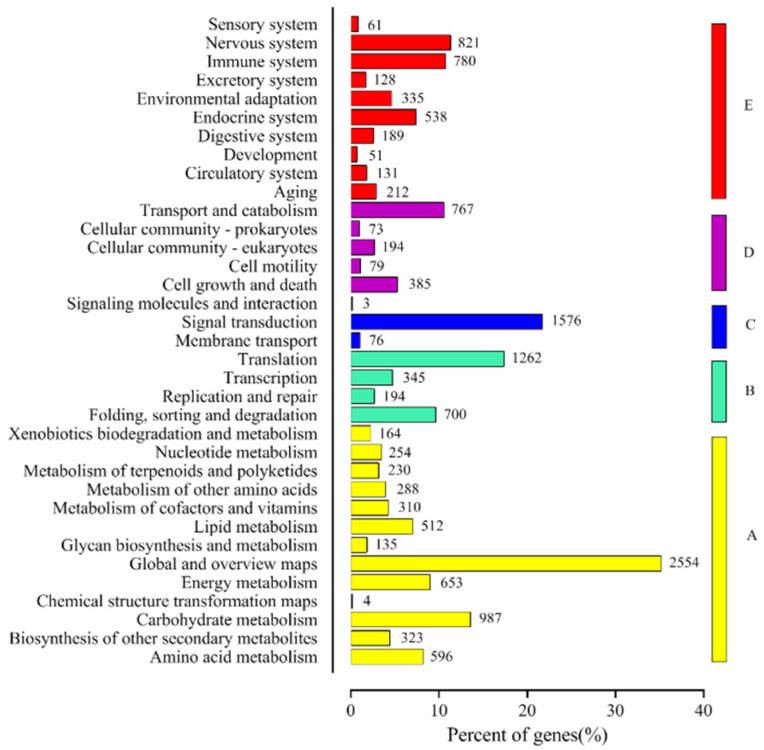 Sensory system 61
Nervous system 821
Immune system 780
Excretory system 128
Environmental adaptation 335
E
Endocrine system 538
Digestive system 189
Development 51
Circulatory system 131
Aging 212
Transport and catabolism 767
Cellular community - prokaryotes 73
Cellular community - eukaryotes 194
D
Cell motility 79
Cell growth and death 385
Signaling molecules and interaction 3
Signal transduction 1576
C
Membrane transport 76
Translation 1262
Transcription 345
B
Replication and repair 194
Folding, sorting and degradation 700
Xenobiotics biodegradation and metabolism 164
Nucleotide metabolism 254
Metabolism of terpenoids and polyketides 230
Metabolism of other amino acids 288
Metabolism of cofactors and vitamins 310
Lipid metabolism 512
A
Glycan biosynthesis and metabolism 135
Global and overview maps 2554
Energy metabolism 653
Chemical structure transformation maps 4
Carbohydrate metabolism 987
Biosynthesis of other secondary metabolites 323
Amino acid metabolism 596
0 10 20 30 40
Percent of genes(%)